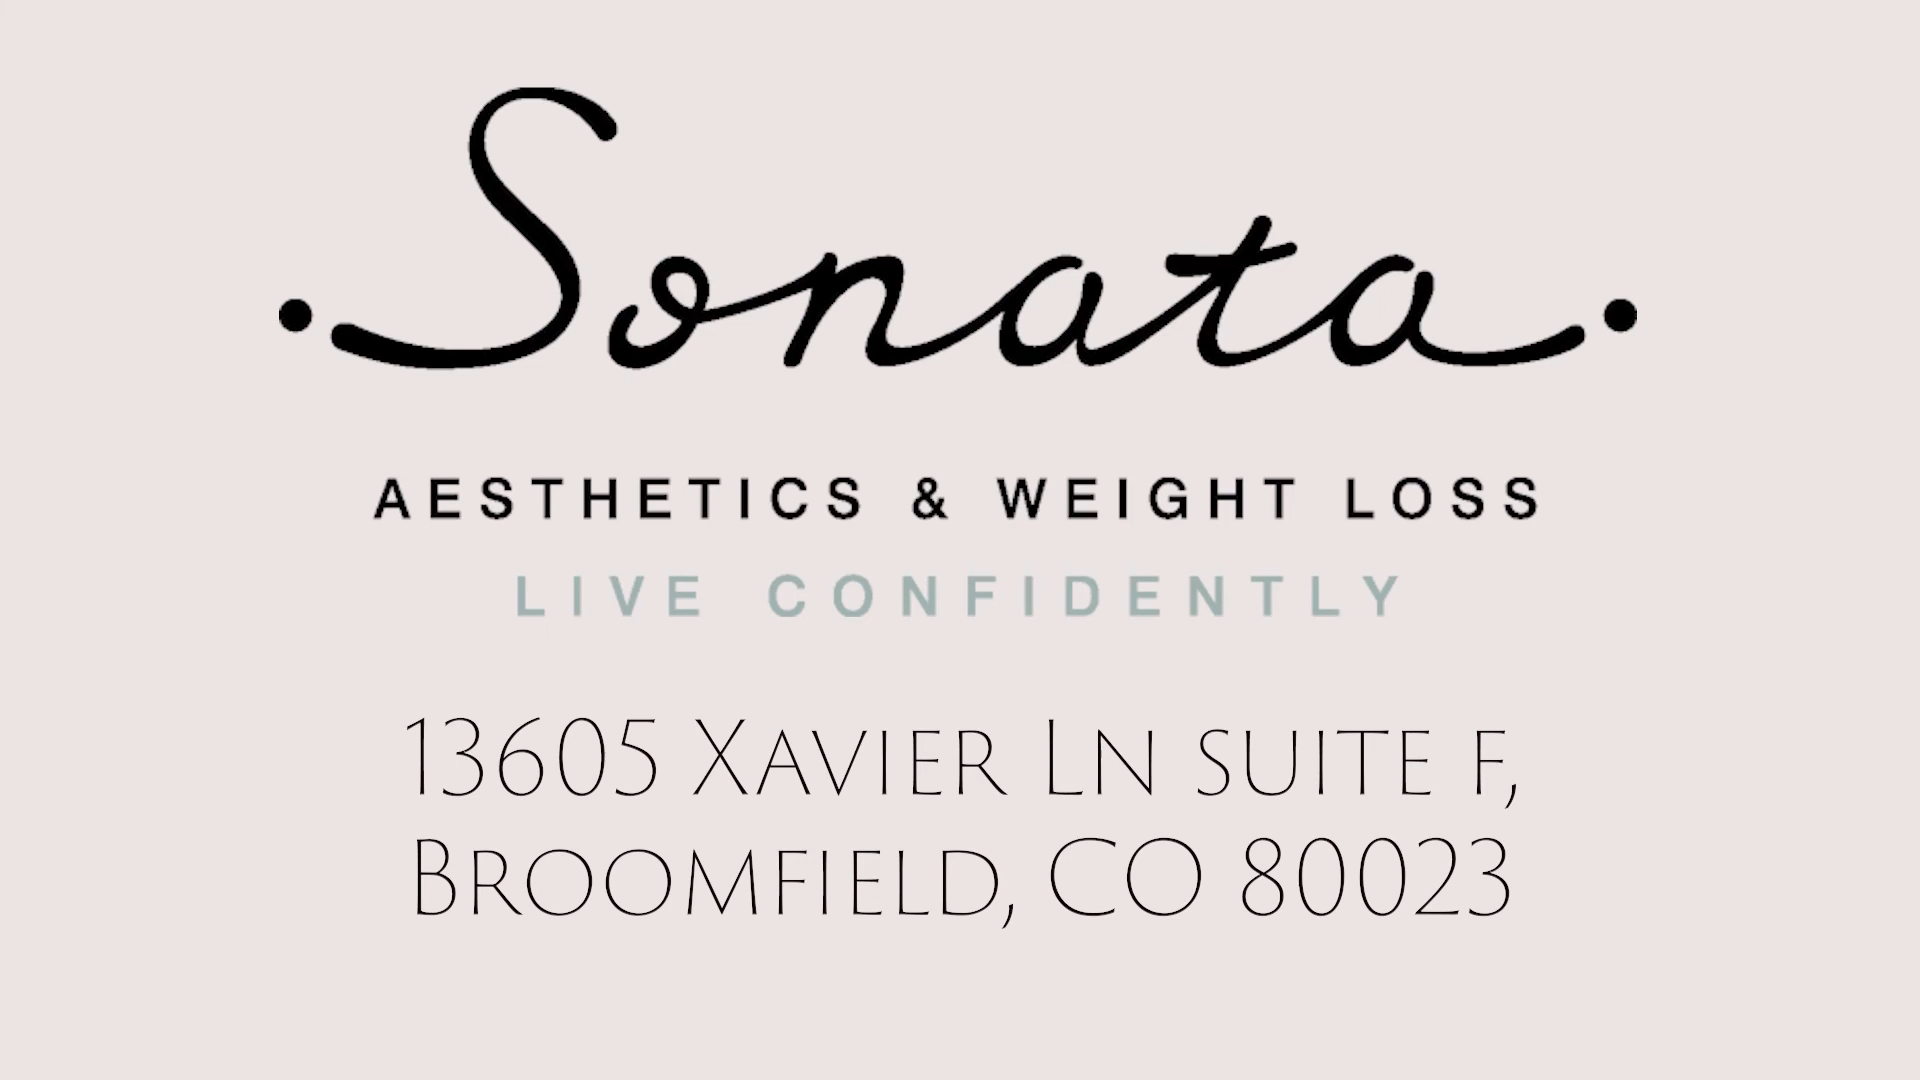 Sonata
AESTHETICS & WEIGHT LOSS
LIVE CONFIDENTLY
13605 Xavier Ln suite f,
Broomfield, CO 80023